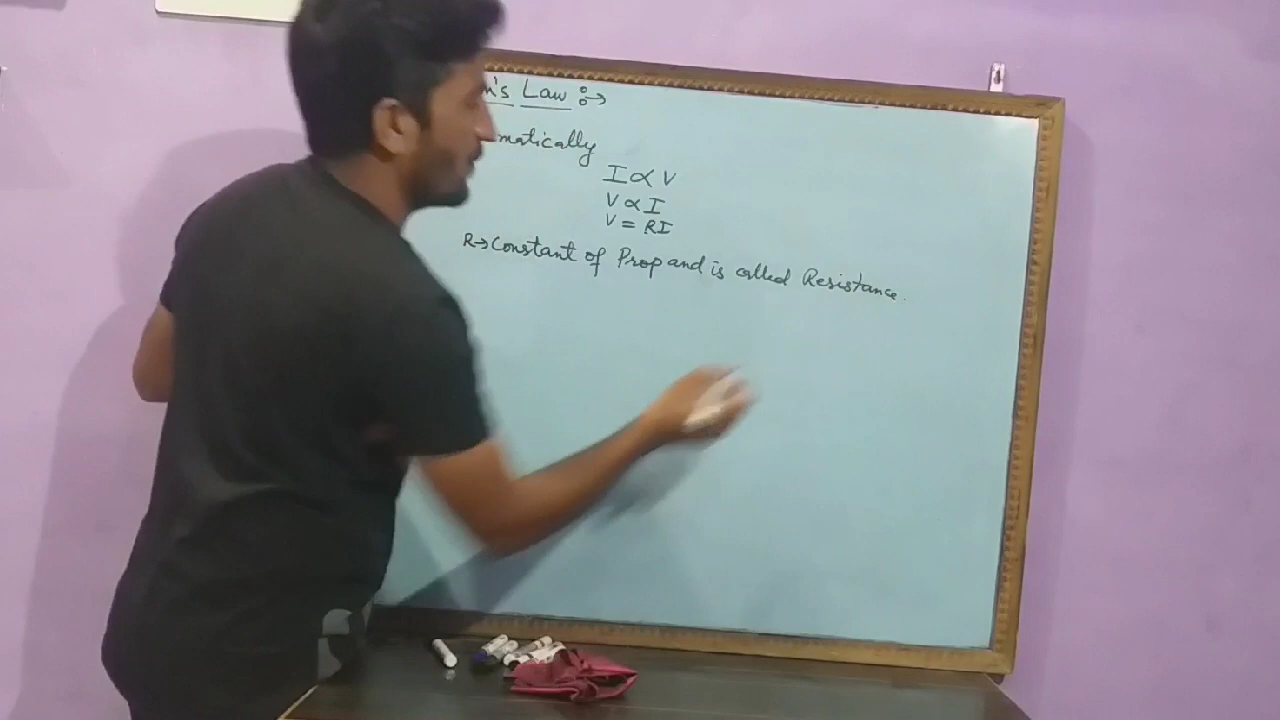 's Law :→
matically
I ∝ V
V ∝ I
V = RI
R→Constant of Prop and is called Resistance.